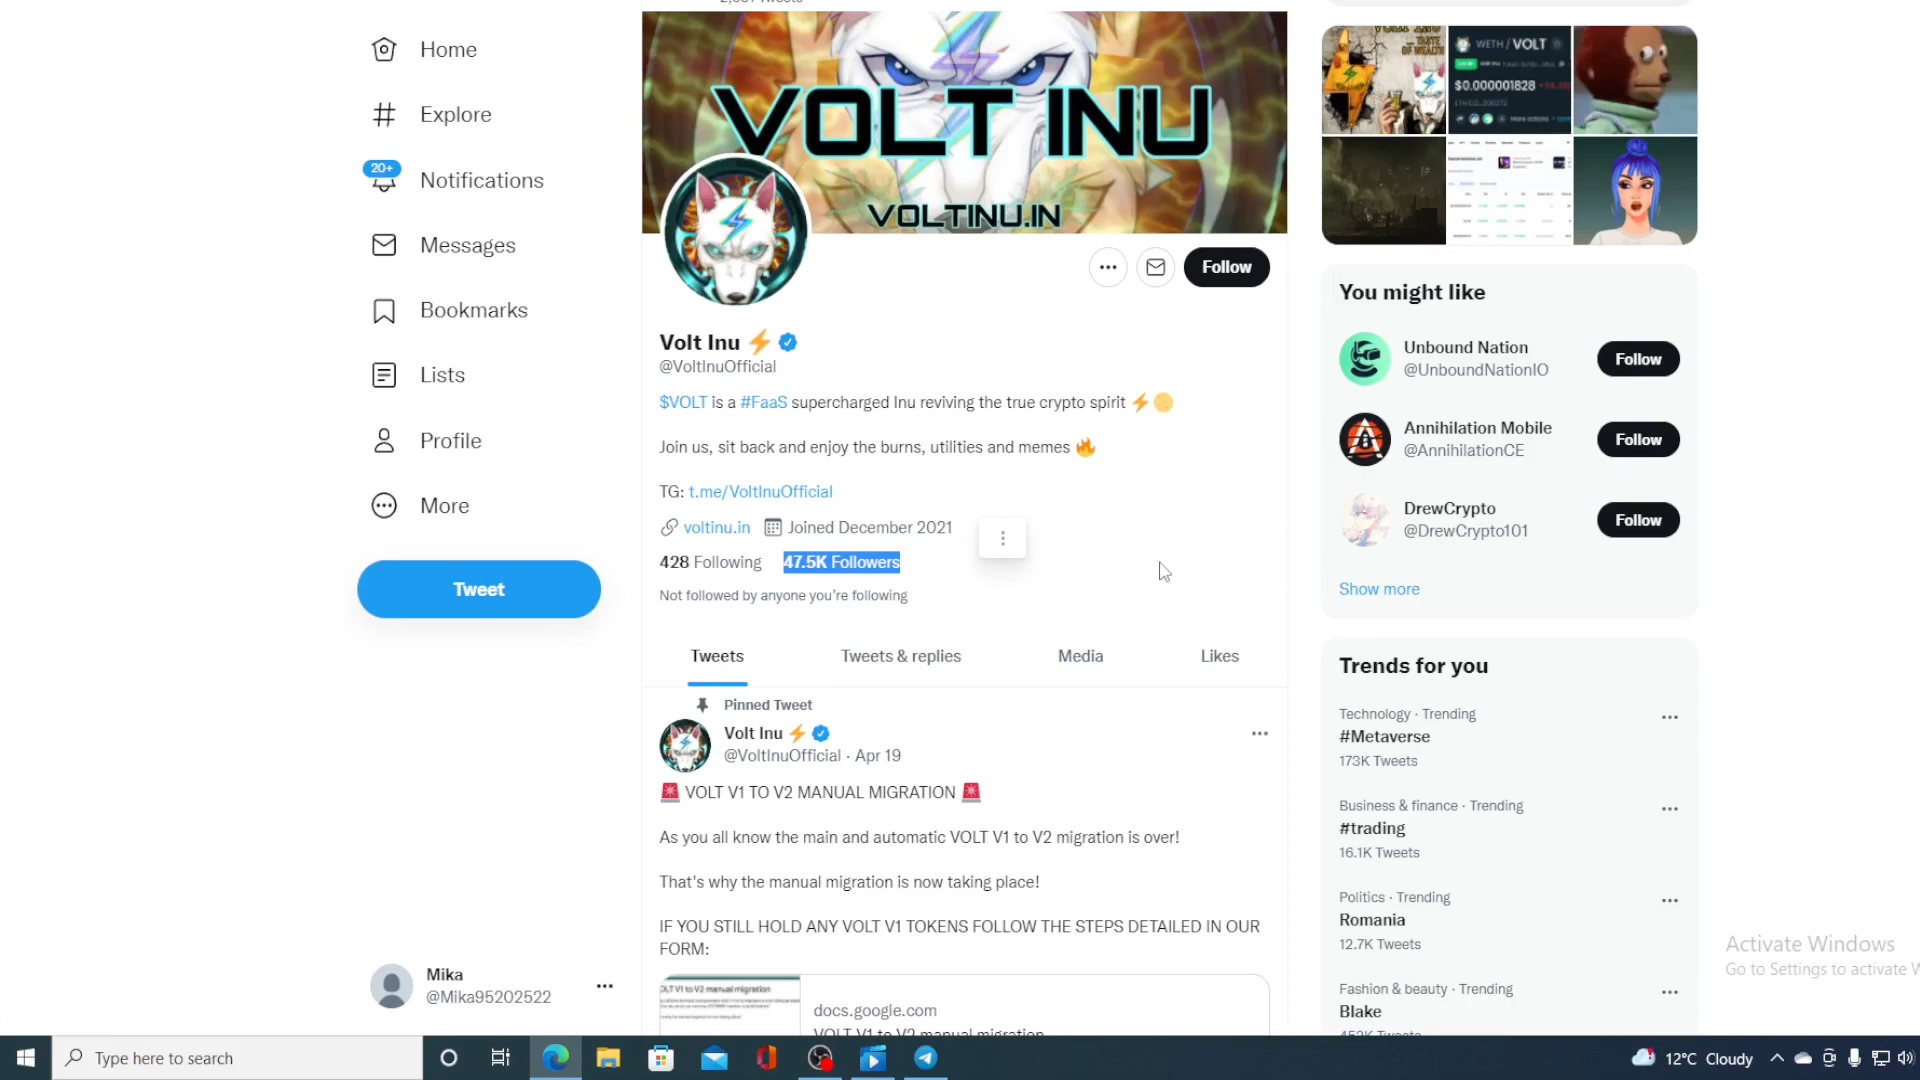 Home
Explore
20+
Notifications
Messages
Bookmarks
Lists
Profile
More
Tweet
Mika
@Mika95202522
VOLT INU
VOLTINU.IN
Follow
Volt Inu
@VoltInuOfficial
$VOLT is a #FaaS supercharged Inu reviving the true crypto spirit
Join us, sit back and enjoy the burns, utilities and memes
TG: t.me/VoltInuOfficial
voltinu.in Joined December 2021
428 Following 47.5K Followers
Not followed by anyone you're following
Tweets Tweets & replies Media Likes
Pinned Tweet
Volt Inu
@VoltInuOfficial · Apr 19
VOLT V1 TO V2 MANUAL MIGRATION
As you all know the main and automatic VOLT V1 to V2 migration is over!
That's why the manual migration is now taking place!
IF YOU STILL HOLD ANY VOLT V1 TOKENS FOLLOW THE STEPS DETAILED IN OUR
FORM:
docs.google.com
VOLT V1 to V2 manual migration
TASTE
OF WEALTH
WETH / VOLT
$0.000001828
You might like
Unbound Nation
@UnboundNationIO
Follow
Annihilation Mobile
@AnnihilationCE
Follow
DrewCrypto
@DrewCrypto101
Follow
Show more
Trends for you
Technology · Trending
#Metaverse
173K Tweets
Business & finance · Trending
#trading
16.1K Tweets
Politics · Trending
Romania
12.7K Tweets
Fashion & beauty · Trending
Blake
Activate Windows
Go to Settings to activate W
Type here to search
12°C Cloudy